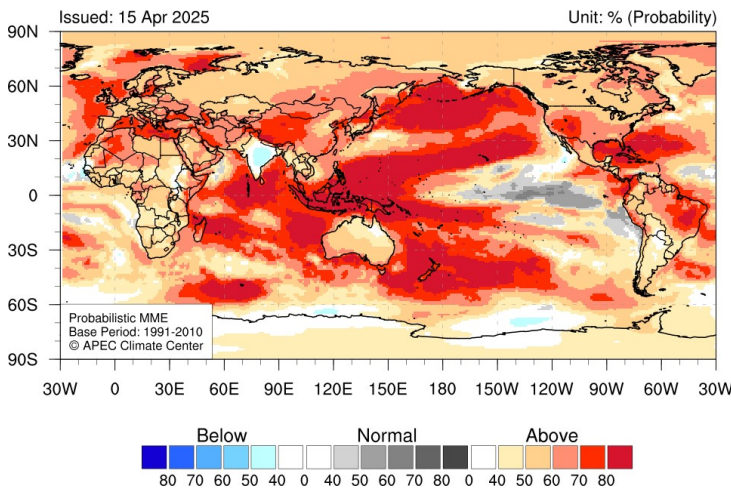 Issued: 15 Apr 2025 Unit: % (Probability)
90N
60N
30N
0
30S
60S
90S
Probabilistic MME
Base Period: 1991-2010
© APEC Climate Center
30W 0 30E 60E 90E 120E 150E 180 150W 120W 90W 60W 30W
Below Normal Above
80 70 60 50 40 0 40 50 60 70 80 0 40 50 60 70 80